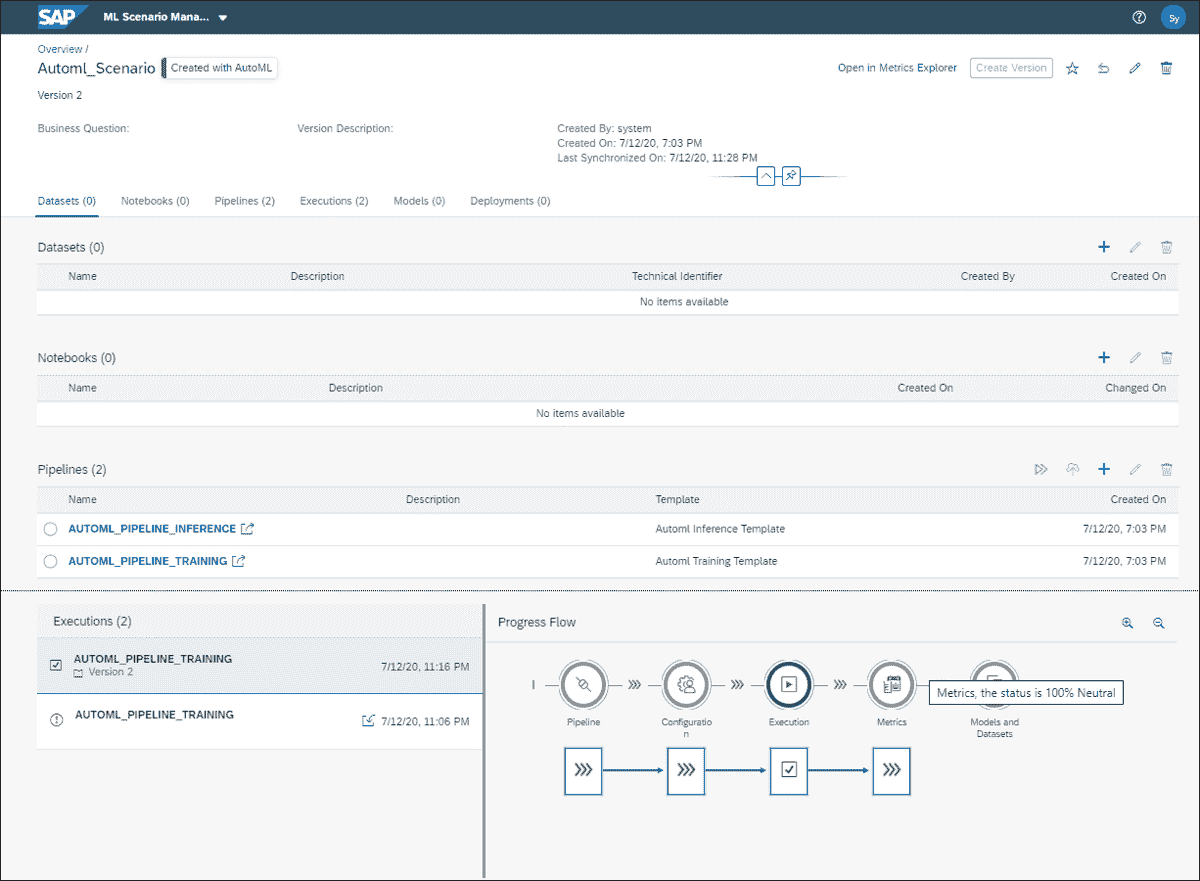 SAP ML Scenario Mana...
Sy
Overview /
Automl_Scenario Created with AutoML
Open in Metrics Explorer Create Version
Version 2
Business Question: Version Description: Created By: system
Created On: 7/12/20, 7:03 PM
Last Synchronized On: 7/12/20, 11:28 PM
Datasets (0) Notebooks (0) Pipelines (2) Executions (2) Models (0) Deployments (0)
Datasets (0)
Name Description Technical Identifier Created By Created On
No items available
Notebooks (0)
Name Description Created On Changed On
No items available
Pipelines (2)
Name Description Template Created On
AUTOML_PIPELINE_INFERENCE Automl Inference Template 7/12/20, 7:03 PM
AUTOML_PIPELINE_TRAINING Automl Training Template 7/12/20, 7:03 PM
Executions (2)
AUTOML_PIPELINE_TRAINING
Version 2
7/12/20, 11:16 PM
AUTOML_PIPELINE_TRAINING
7/12/20, 11:06 PM
Progress Flow
Metrics, the status is 100% Neutral
Pipeline Configuratio Execution Metrics Models and
n Datasets